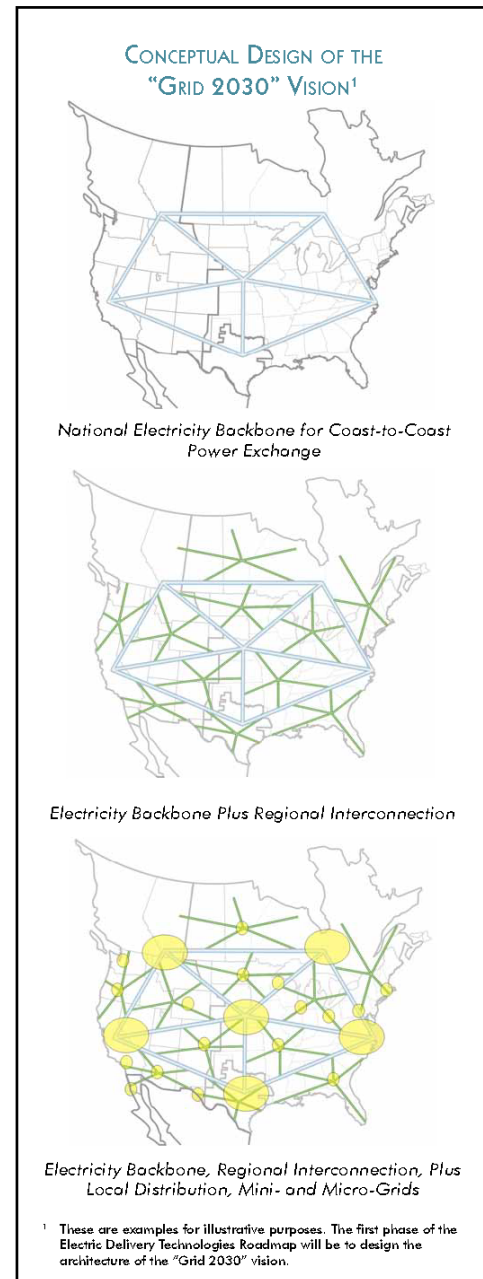 CONCEPTUAL DESIGN OF THE
"GRID 2030" VISION¹
National Electricity Backbone for Coast-to-Coast
Power Exchange
Electricity Backbone Plus Regional Interconnection
Electricity Backbone, Regional Interconnection, Plus
Local Distribution, Mini- and Micro-Grids
¹ These are examples for illustrative purposes. The first phase of the
Electric Delivery Technologies Roadmap will be to design the
architecture of the "Grid 2030" vision.